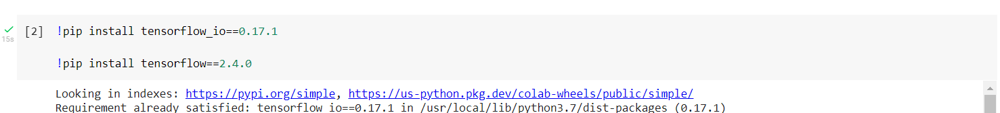 [2] !pip install tensorflow_io==0.17.1
15s
!pip install tensorflow==2.4.0
Looking in indexes: https://pypi.org/simple, https://us-python.pkg.dev/colab-wheels/public/simple/
Requirement already satisfied: tensorflow_io==0.17.1 in /usr/local/lib/python3.7/dist-packages (0.17.1)